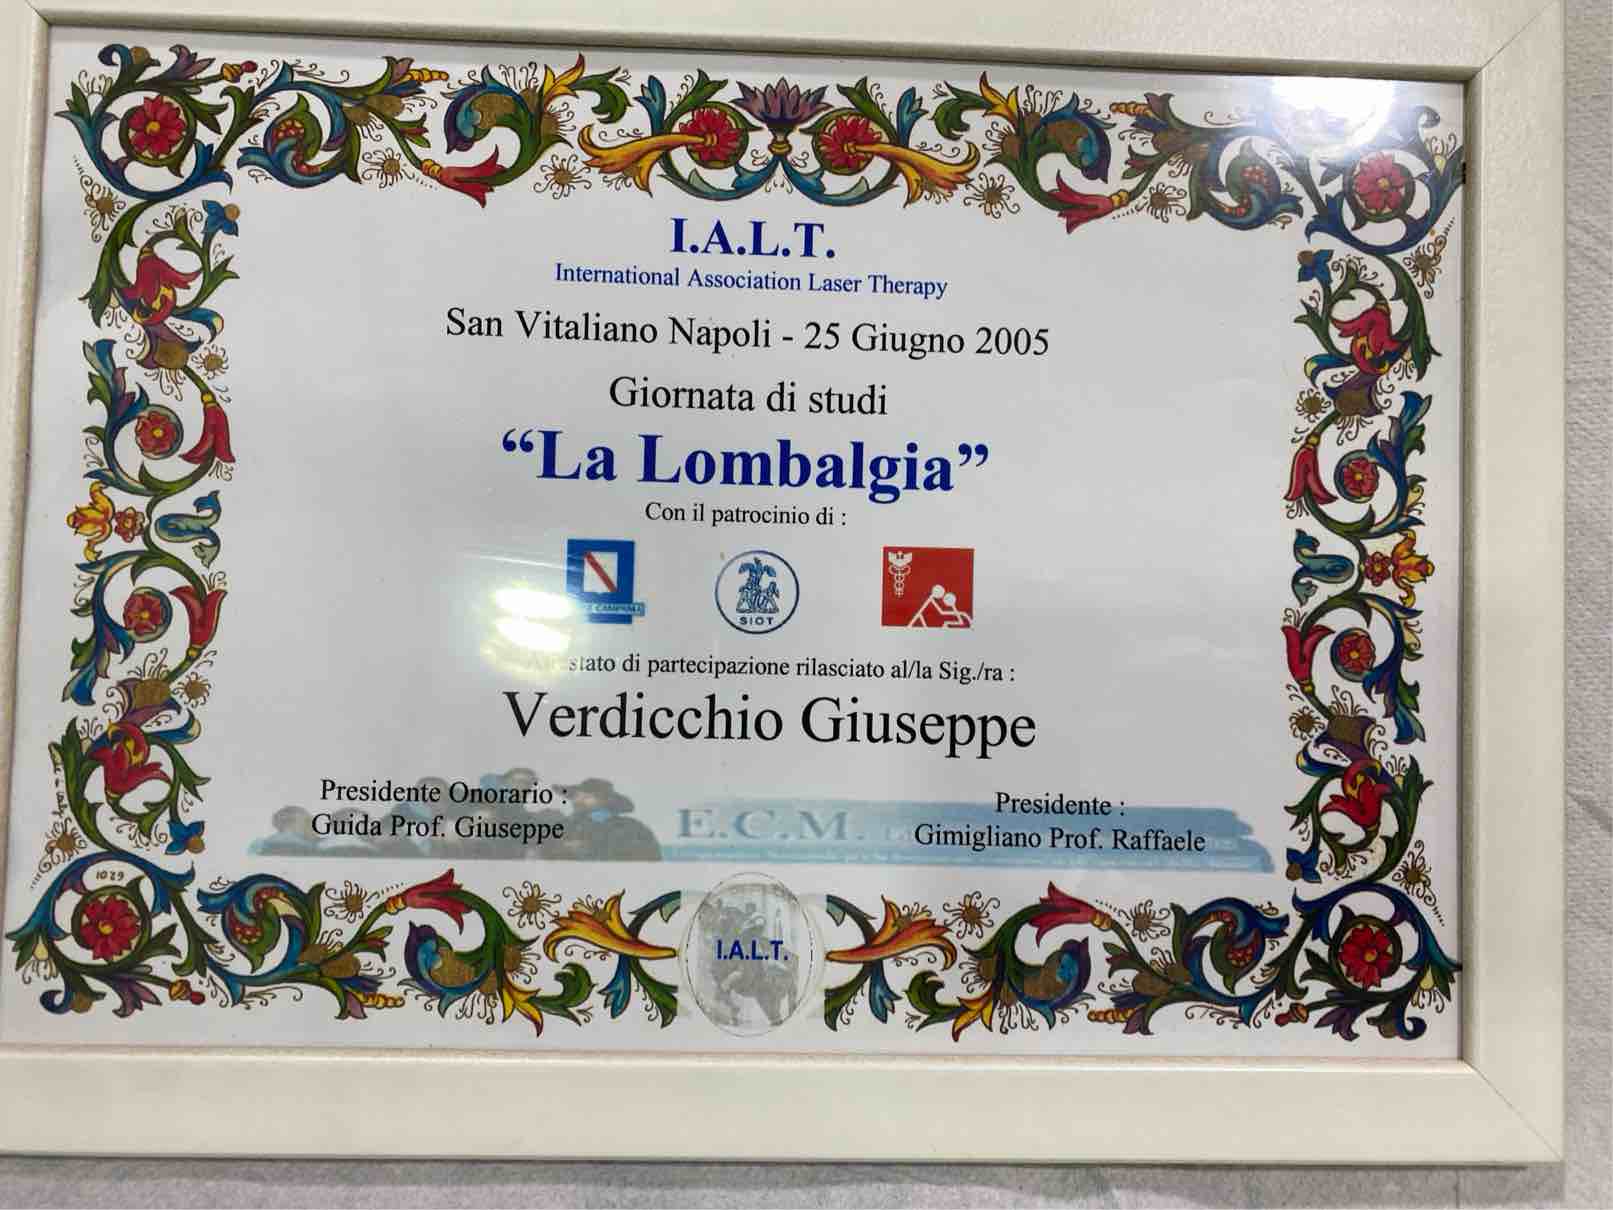 I.A.L.T.
International Association Laser Therapy
San Vitaliano Napoli - 25 Giugno 2005
Giornata di studi
“La Lombalgia”
Con il patrocinio di :
CAMPANIA
SIOT
di partecipazione rilasciato al/la Sig./ra :
Verdicchio Giuseppe
Presidente Onorario :
Guida Prof. Giuseppe
E.C.M.
Presidente :
Gimigliano Prof. Raffaele
1029
I.A.L.T.